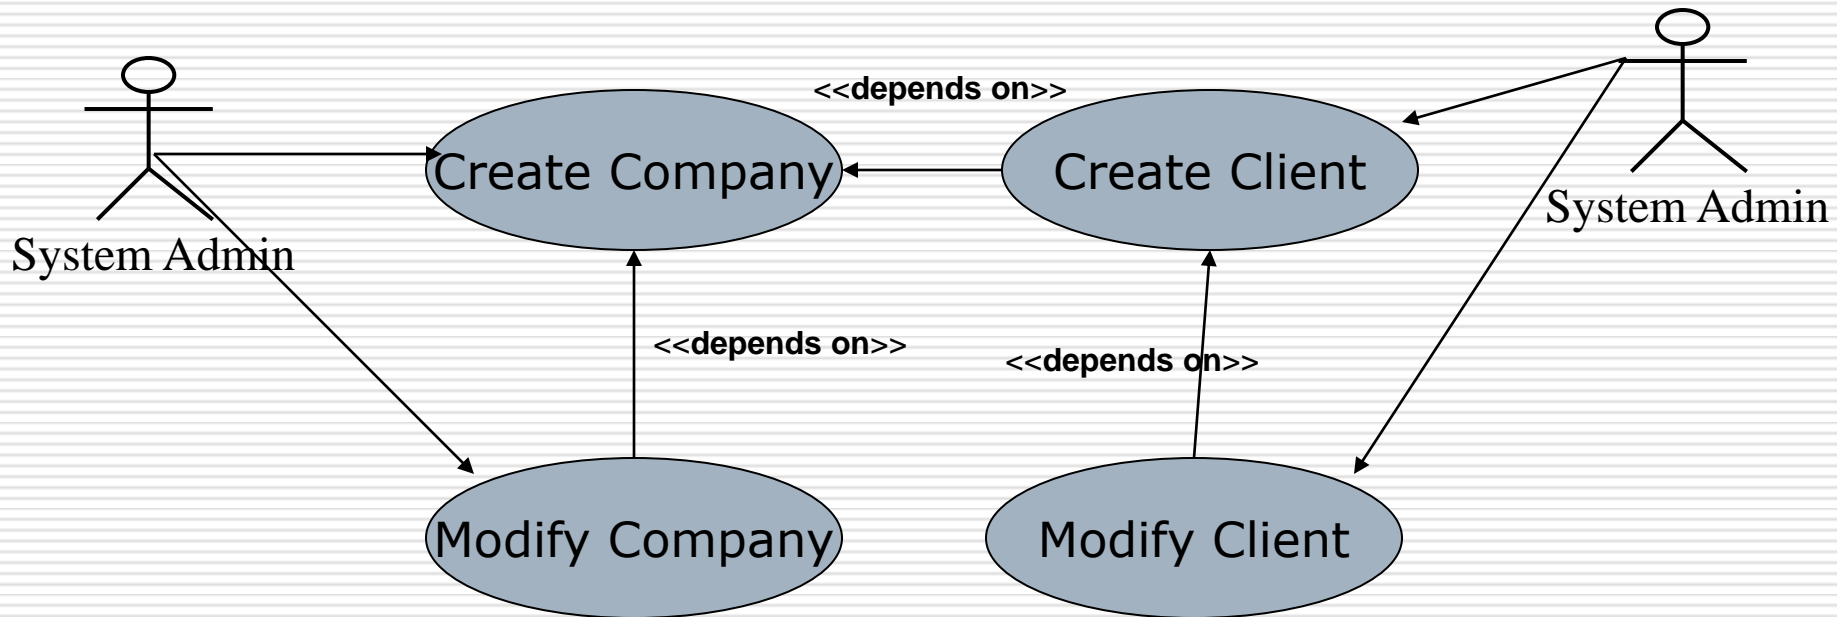 <<depends on>>
Create Company
Create Client
System Admin
System Admin
<<depends on>>
<<depends on>>
Modify Company
Modify Client